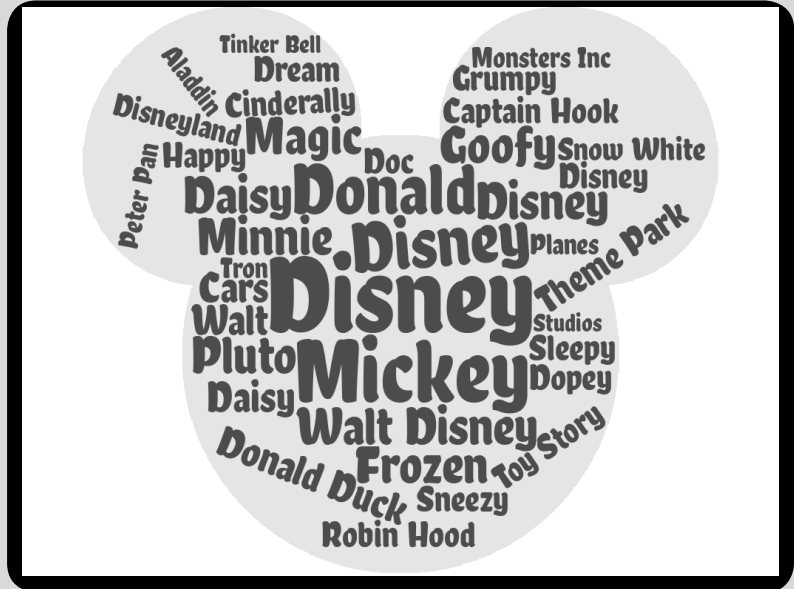 Tinker Bell
Dream
Aladdin
Cinderally
Disneyland
Magic
Happy
Peter Pan
Monsters Inc
Grumpy
Captain Hook
Goofy
Snow White
Disney
Doc
Daisy
Donald
Disney
Minnie
Disney
Planes
Theme Park
Tron
Cars
Disney
Walt
Studios
Pluto
Mickey
Sleepy
Dopey
Daisy
Walt Disney
Toy Story
Donald Duck
Frozen
Sneezy
Robin Hood